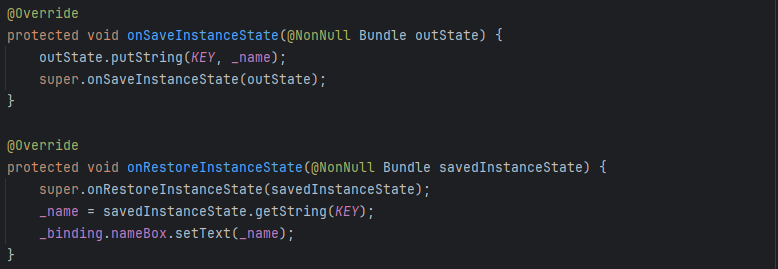 @Override
protected void onSaveInstanceState(@NonNull Bundle outState) {
    outState.putString(KEY, _name);
    super.onSaveInstanceState(outState);
}

@Override
protected void onRestoreInstanceState(@NonNull Bundle savedInstanceState) {
    super.onRestoreInstanceState(savedInstanceState);
    _name = savedInstanceState.getString(KEY);
    _binding.nameBox.setText(_name);
}